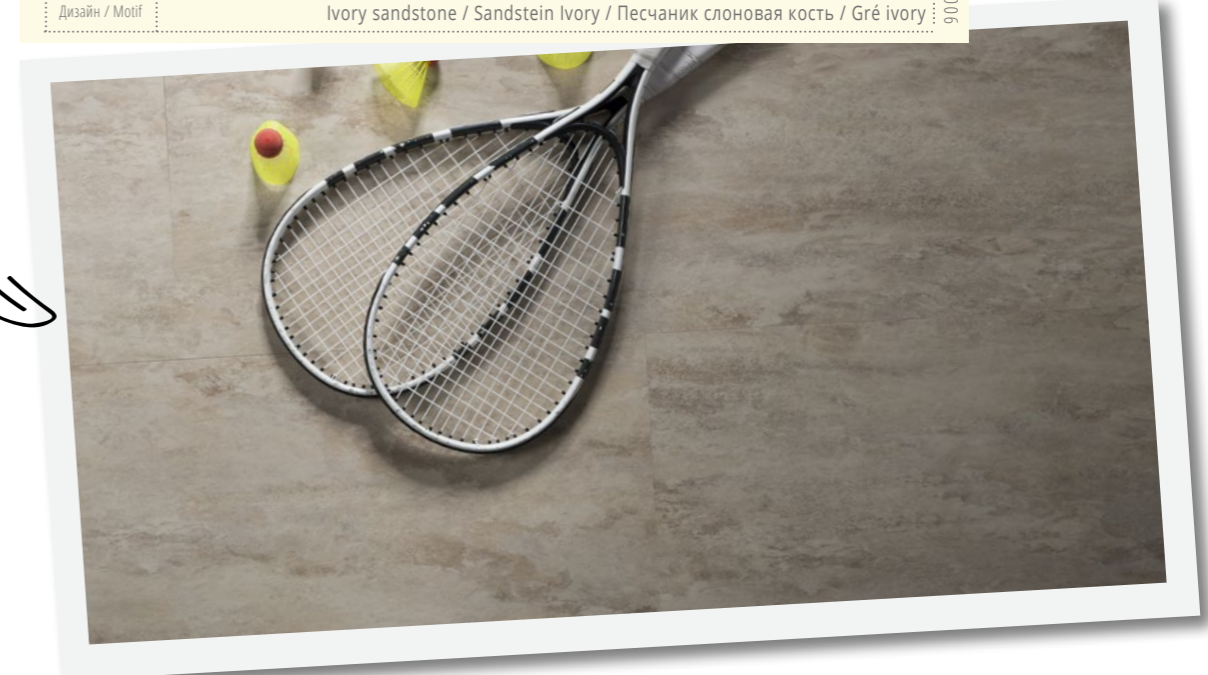 Дизайн / Motif
Ivory sandstone / Sandstein Ivory / Песчаник слоновая кость / Gré ivory